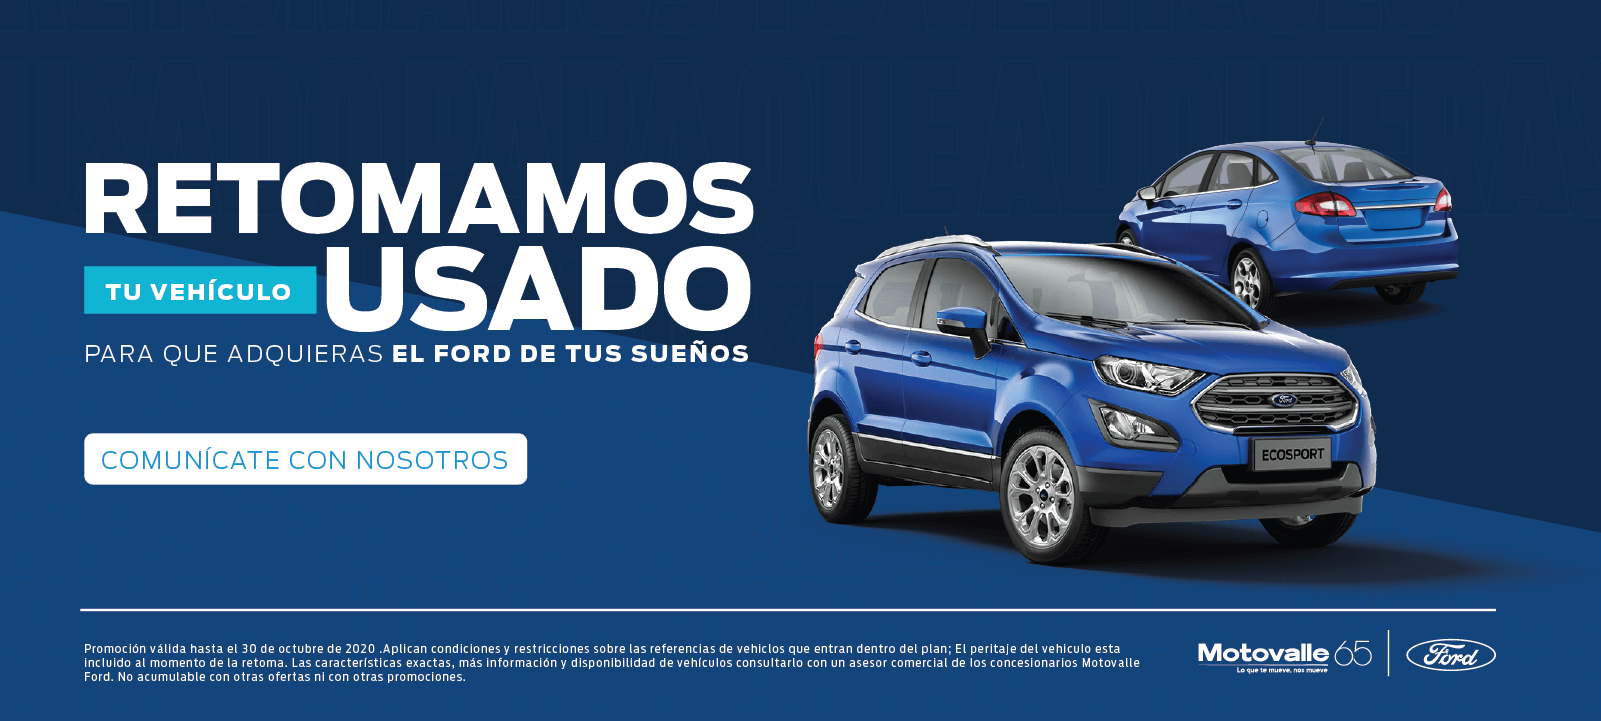 RETOMAMOS
TU VEHÍCULO USADO
PARA QUE ADQUIERAS EL FORD DE TUS SUEÑOS
COMUNÍCATE CON NOSOTROS
Ford
ECOSPORT
Promoción válida hasta el 30 de octubre de 2020 .Aplican condiciones y restricciones sobre las referencias de vehiclos que entran dentro del plan; El peritaje del vehiculo esta
incluido al momento de la retoma. Las características exactas, más información y disponibilidad de vehículos consultarlo con un asesor comercial de los concesionarios Motovalle
Ford. No acumulable con otras ofertas ni con otras promociones.
Motovalle 65
Lo que te mueve, nos mueve
Ford